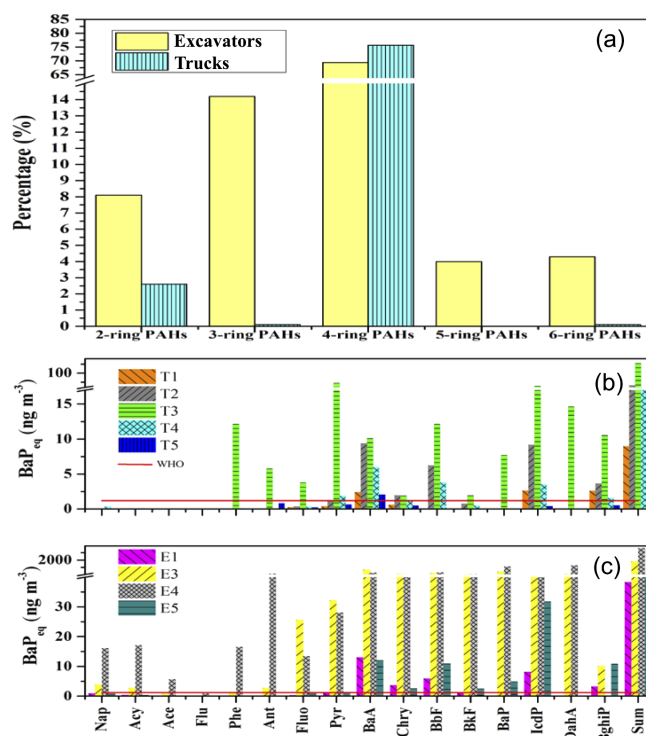 (a)
Excavators
Trucks
Percentage (%)
85
80
75
70
65
14
12
10
8
7
6
5
4
3
2
1
0
2-ring PAHs 3-ring PAHs 4-ring PAHs 5-ring PAHs 6-ring PAHs
(b)
T1
T2
T3
T4
T5
WHO
BaPeq (ng m-3)
100
15
10
5
0
(c)
E1
E3
E4
E5
BaPeq (ng m-3)
2000
30
20
10
0
Nap Acy Ace Flu Phe Ant Fluo Pyr BaA Chry BbF BkF BaP IcdP DahA BghiP Sum